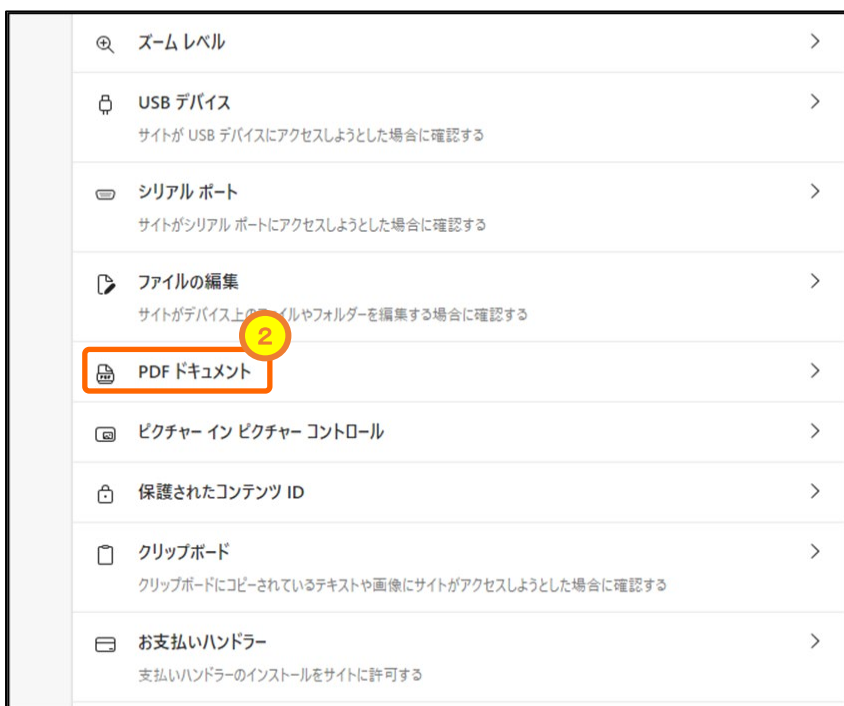 ズーム レベル
USB デバイス
サイトが USB デバイスにアクセスしようとした場合に確認する
シリアル ポート
サイトがシリアル ポートにアクセスしようとした場合に確認する
ファイルの編集
サイトがデバイス上のファイルやフォルダーを編集する場合に確認する
2
PDF ドキュメント
ピクチャー イン ピクチャー コントロール
保護されたコンテンツ ID
クリップボード
クリップボードにコピーされているテキストや画像にサイトがアクセスしようとした場合に確認する
お支払いハンドラー
支払いハンドラーのインストールをサイトに許可する